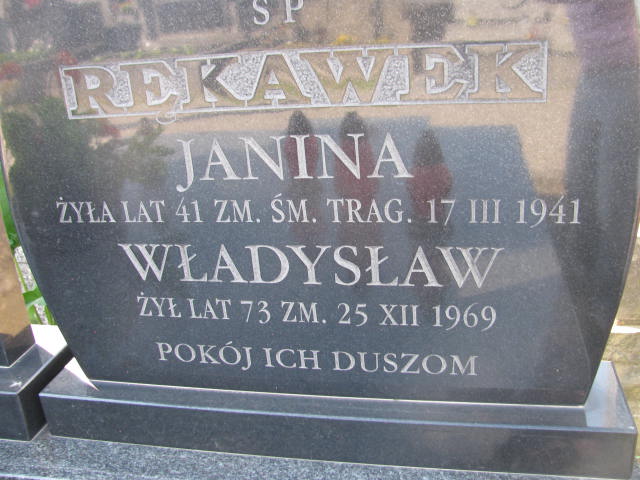 Ś P
RĘKAWEK
JANINA
ŻYŁA LAT 41 ZM. ŚM. TRAG. 17 III 1941
WŁADYSŁAW
ŻYŁ LAT 73 ZM. 25 XII 1969
POKÓJ ICH DUSZOM